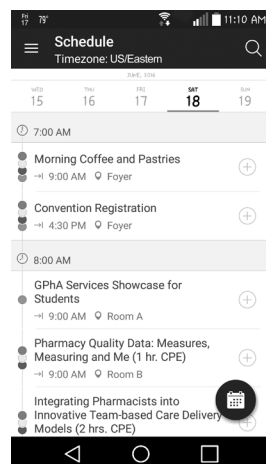 Fri 17 79° 11:10 AM
Schedule
Timezone: US/Eastern
JUNE, 2016
WED THU FRI SAT SUN
15 16 17 18 19
7:00 AM
Morning Coffee and Pastries
9:00 AM Foyer
Convention Registration
4:30 PM Foyer
8:00 AM
GPhA Services Showcase for
Students
9:00 AM Room A
Pharmacy Quality Data: Measures,
Measuring and Me (1 hr. CPE)
9:00 AM Room B
Integrating Pharmacists into
Innovative Team-based Care Delivery
Models (2 hrs. CPE)